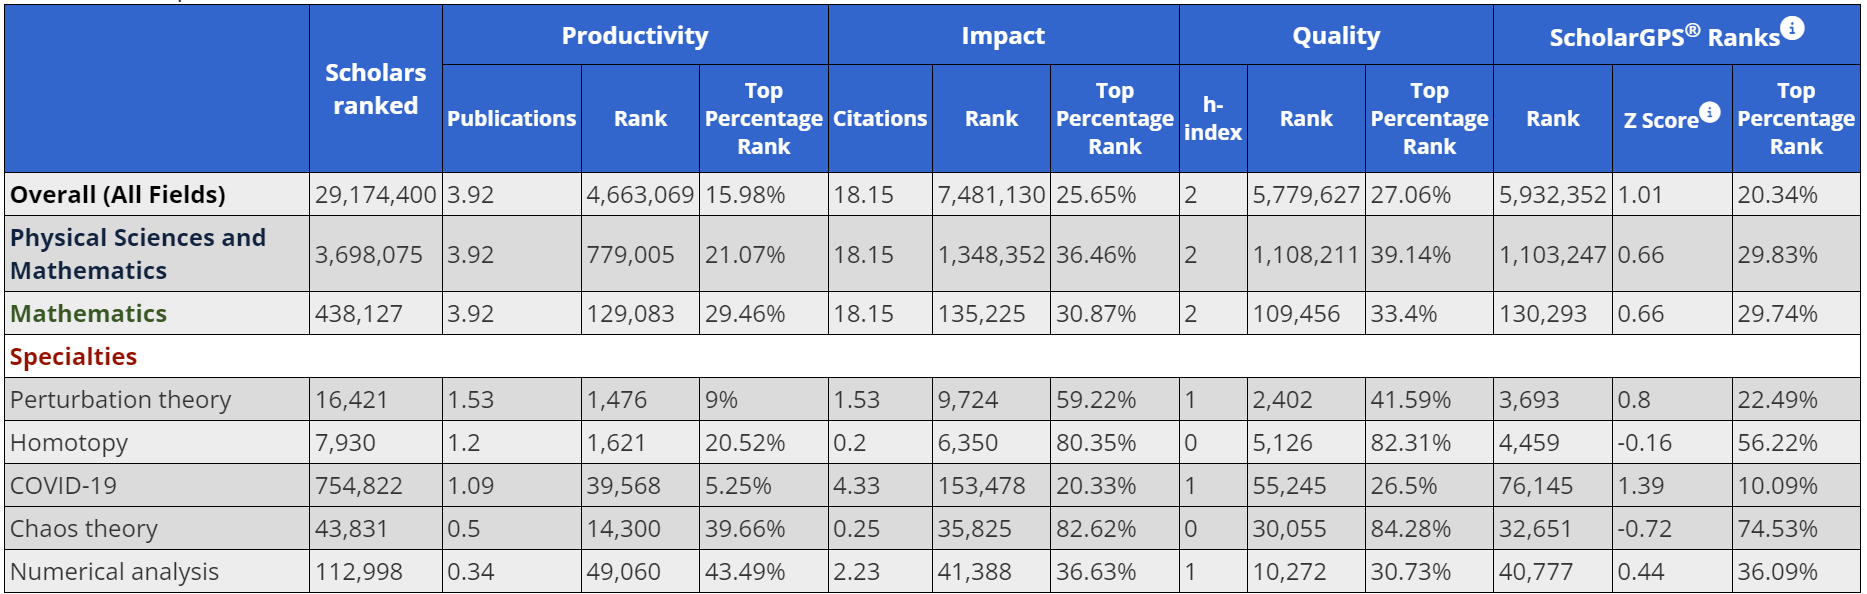 Productivity Impact Quality ScholarGPS® Ranks
Scholars ranked Publications Rank Top Percentage Rank Citations Rank Top Percentage Rank h-index Rank Top Percentage Rank Rank Z Score Top Percentage Rank
Overall (All Fields) 29,174,400 3.92 4,663,069 15.98% 18.15 7,481,130 25.65% 2 5,779,627 27.06% 5,932,352 1.01 20.34%
Physical Sciences and Mathematics 3,698,075 3.92 779,005 21.07% 18.15 1,348,352 36.46% 2 1,108,211 39.14% 1,103,247 0.66 29.83%
Mathematics 438,127 3.92 129,083 29.46% 18.15 135,225 30.87% 2 109,456 33.4% 130,293 0.66 29.74%
Specialties
Perturbation theory 16,421 1.53 1,476 9% 1.53 9,724 59.22% 1 2,402 41.59% 3,693 0.8 22.49%
Homotopy 7,930 1.2 1,621 20.52% 0.2 6,350 80.35% 0 5,126 82.31% 4,459 -0.16 56.22%
COVID-19 754,822 1.09 39,568 5.25% 4.33 153,478 20.33% 1 55,245 26.5% 76,145 1.39 10.09%
Chaos theory 43,831 0.5 14,300 39.66% 0.25 35,825 82.62% 0 30,055 84.28% 32,651 -0.72 74.53%
Numerical analysis 112,998 0.34 49,060 43.49% 2.23 41,388 36.63% 1 10,272 30.73% 40,777 0.44 36.09%